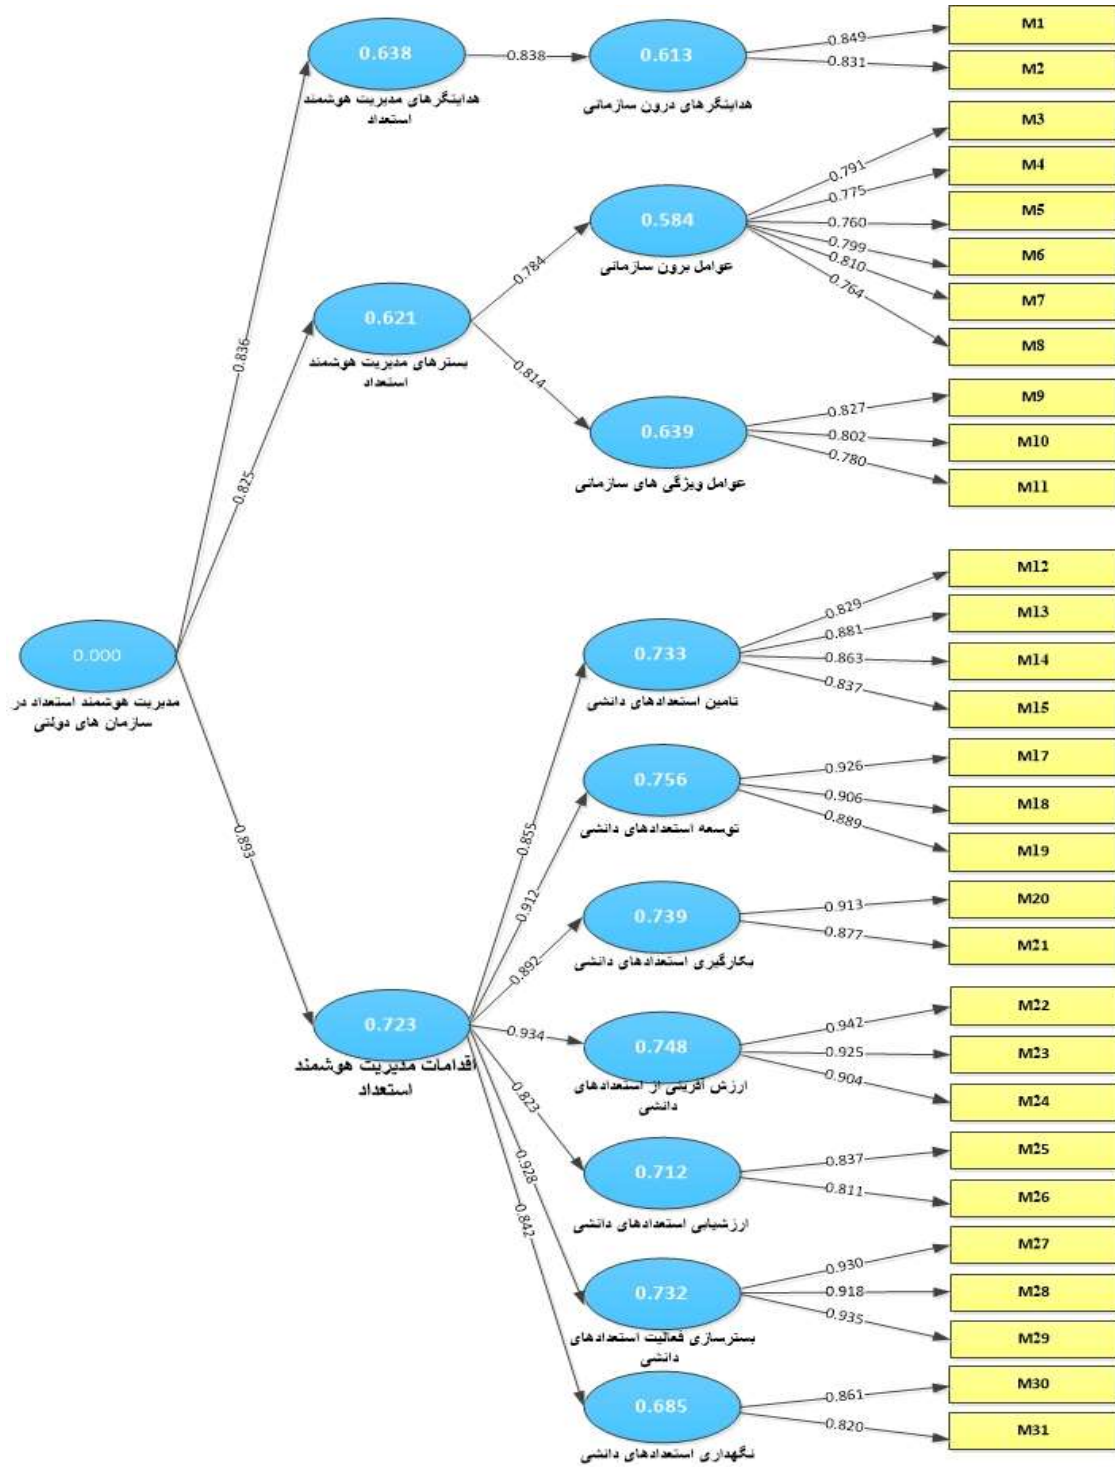 M1
0.849
0.638
0.838
0.613
0.831
M2
هدایتگرهای مدیریت هوشمند
استعداد
هدایتگرهای درون سازمانی
M3
0.791
M4
0.775
0.584
0.760
M5
0.799
M6
0.810
عوامل برون سازمانی
0.784
0.764
M7
0.621
M8
0.836
بسترهای مدیریت هوشمند
استعداد
0.814
M9
0.827
0.639
0.802
M10
0.780
M11
عوامل ویژگی های سازمانی
0.825
M12
0.829
M13
0.881
0.733
0.863
M14
0.837
M15
تامین استعدادهای دانشی
0.000
مدیریت هوشمند استعداد در
سازمان های دولتی
M17
0.926
0.756
0.906
M18
0.889
M19
توسعه استعدادهای دانشی
0.855
0.893
0.912
M20
0.913
0.739
0.877
M21
بکارگیری استعدادهای دانشی
0.892
M22
0.942
0.723
0.934
0.748
0.925
M23
0.904
M24
اقدامات مدیریت هوشمند
استعداد
ارزش آفرینی از استعدادهای
دانشی
0.823
M25
0.837
0.712
0.811
M26
0.928
0.842
ارزشیابی استعدادهای دانشی
M27
0.930
0.732
0.918
M28
0.935
M29
بسترسازی فعالیت استعدادهای
دانشی
M30
0.861
0.685
0.820
M31
نگهداری استعدادهای دانشی